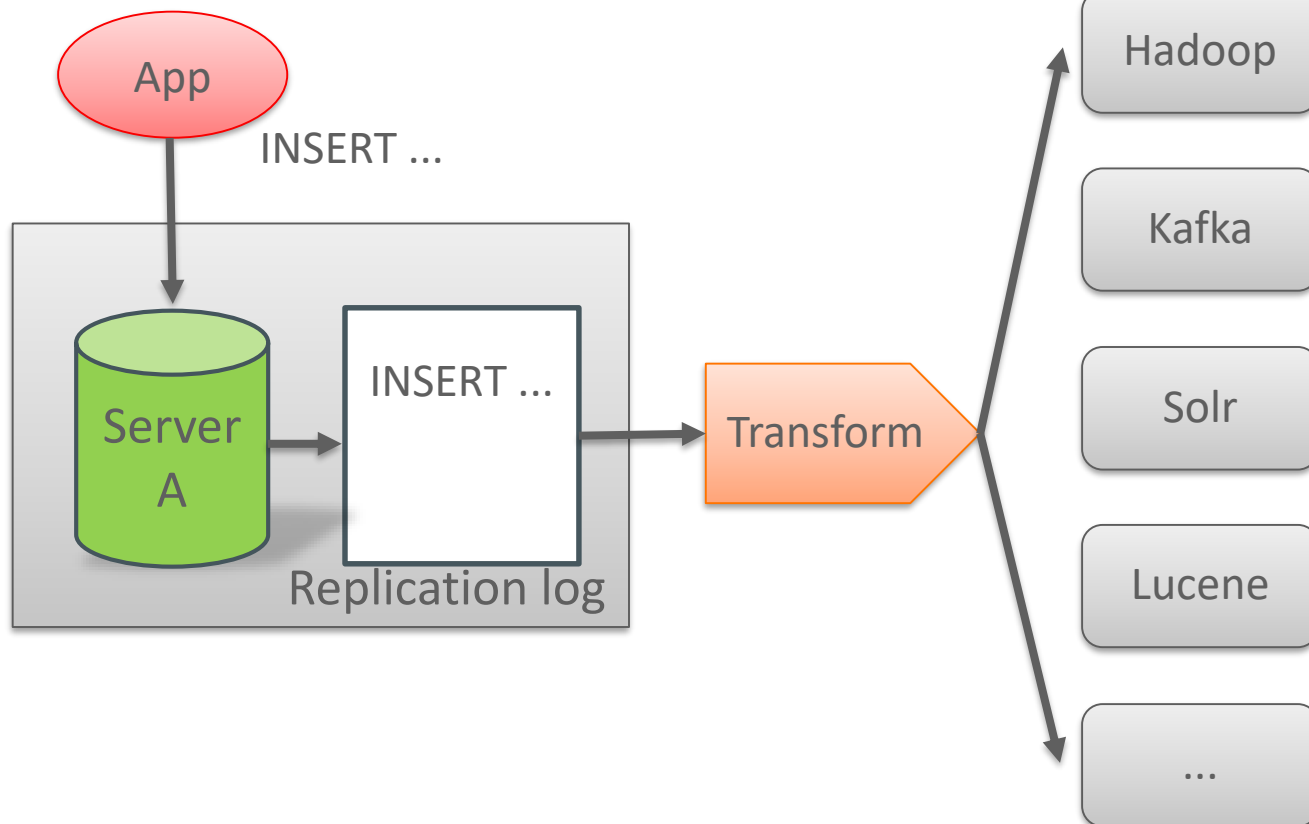 App
INSERT ...
Server
A
INSERT ...
Replication log
Transform
Hadoop
Kafka
Solr
Lucene
...